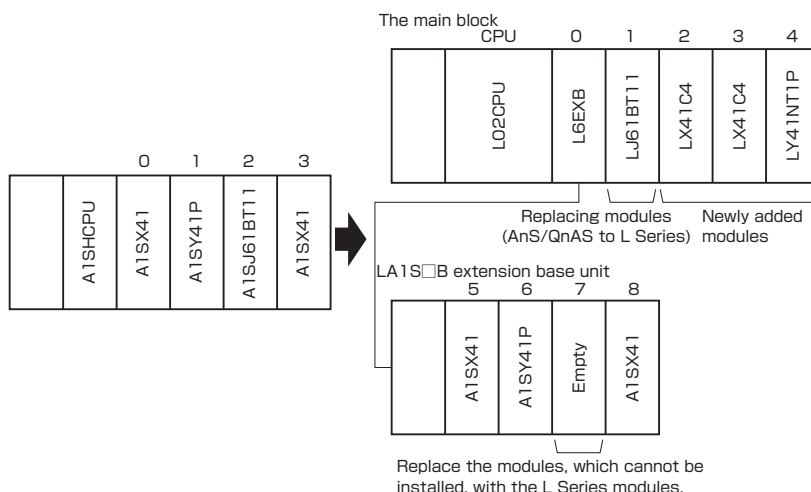 The main block
CPU 0 1 2 3 4
L02CPU
L6EXB
LJ61BT11
LX41C4
LX41C4
LY41NT1P
0 1 2 3
A1SHCPU
A1SX41
A1SY41P
A1SJ61BT11
A1SX41
Replacing modules
(AnS/QnAS to L Series)
Newly added
modules
LA1S□B extension base unit
5 6 7 8
A1SX41
A1SY41P
Empty
A1SX41
Replace the modules, which cannot be
installed, with the L Series modules.